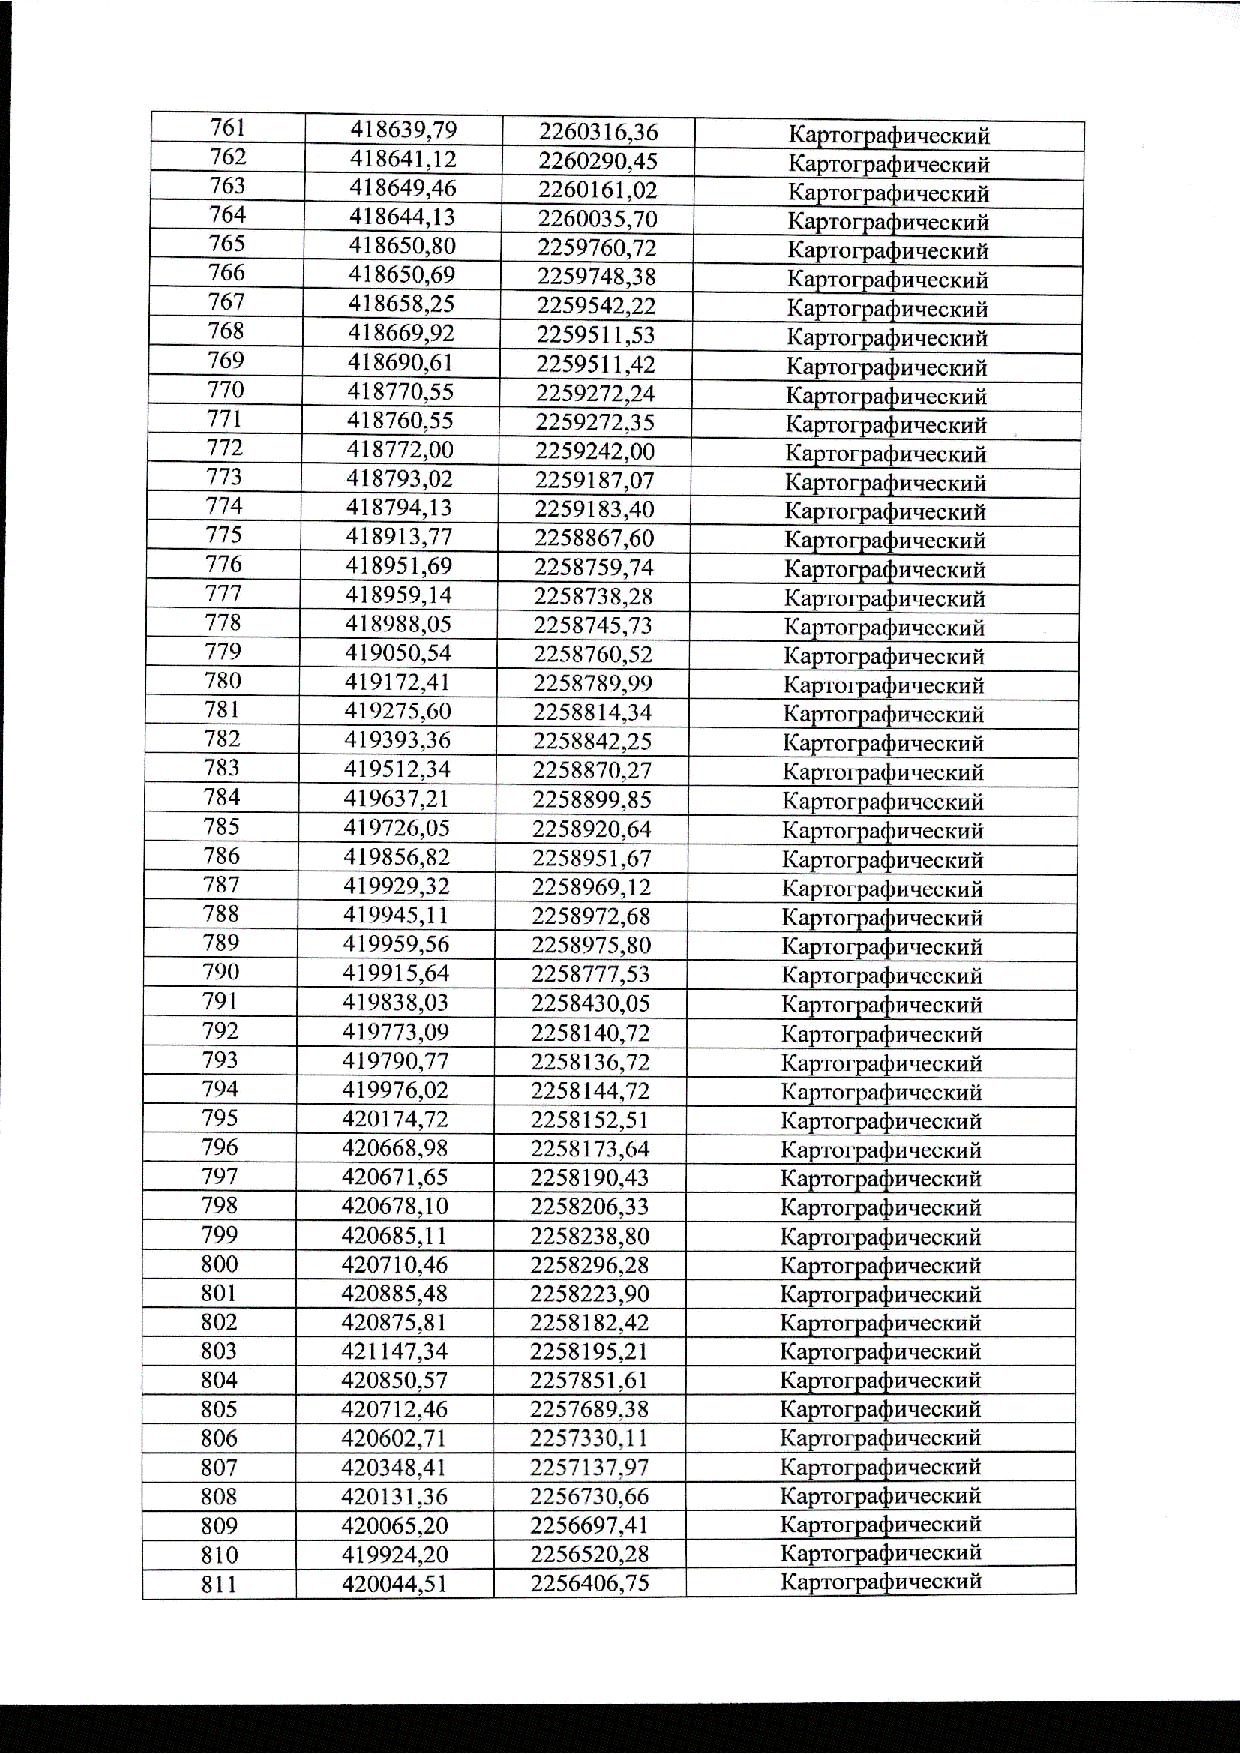 761 418639,79 2260316,36 Картографический
762 418641,12 2260290,45 Картографический
763 418649,46 2260161,02 Картографический
764 418644,13 2260035,70 Картографический
765 418650,80 2259760,72 Картографический
766 418650,69 2259748,38 Картографический
767 418658,25 2259542,22 Картографический
768 418669,92 2259511,53 Картографический
769 418690,61 2259511,42 Картографический
770 418770,55 2259272,24 Картографический
771 418760,55 2259272,35 Картографический
772 418772,00 2259242,00 Картографический
773 418793,02 2259187,07 Картографический
774 418794,13 2259183,40 Картографический
775 418913,77 2258867,60 Картографический
776 418951,69 2258759,74 Картографический
777 418959,14 2258738,28 Картографический
778 418988,05 2258745,73 Картографический
779 419050,54 2258760,52 Картографический
780 419172,41 2258789,99 Картографический
781 419275,60 2258814,34 Картографический
782 419393,36 2258842,25 Картографический
783 419512,34 2258870,27 Картографический
784 419637,21 2258899,85 Картографический
785 419726,05 2258920,64 Картографический
786 419856,82 2258951,67 Картографический
787 419929,32 2258969,12 Картографический
788 419945,11 2258972,68 Картографический
789 419959,56 2258975,80 Картографический
790 419915,64 2258777,53 Картографический
791 419838,03 2258430,05 Картографический
792 419773,09 2258140,72 Картографический
793 419790,77 2258136,72 Картографический
794 419976,02 2258144,72 Картографический
795 420174,72 2258152,51 Картографический
796 420668,98 2258173,64 Картографический
797 420671,65 2258190,43 Картографический
798 420678,10 2258206,33 Картографический
799 420685,11 2258238,80 Картографический
800 420710,46 2258296,28 Картографический
801 420885,48 2258223,90 Картографический
802 420875,81 2258182,42 Картографический
803 421147,34 2258195,21 Картографический
804 420850,57 2257851,61 Картографический
805 420712,46 2257689,38 Картографический
806 420602,71 2257330,11 Картографический
807 420348,41 2257137,97 Картографический
808 420131,36 2256730,66 Картографический
809 420065,20 2256697,41 Картографический
810 419924,20 2256520,28 Картографический
811 420044,51 2256406,75 Картографический